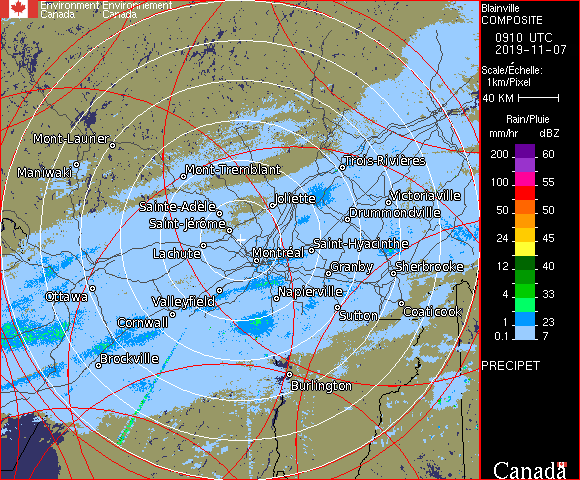 Environment Environnement
Canada Canada
Blainville
COMPOSITE
0910 UTC
2019-11-07
Scale/Échelle:
1km/Pixel
40 KM
Rain/Pluie
mm/hr dBZ
200 60
100 55
50 50
24 45
12 40
4 33
1 23
0.1 7
PRECIPET
Mont-Laurier
Maniwaki
Mont-Tremblant
Trois-Rivières
Joliette
Victoriaville
Sainte-Adele
Drummondville
Saint-Jérôme
Saint-Hyacinthe
Lachute
Montréal
Granby
Sherbrooke
Ottawa
Valleyfield
Napierville
Cornwall
Sutton
Coaticook
Brockville
Burlington
Canada